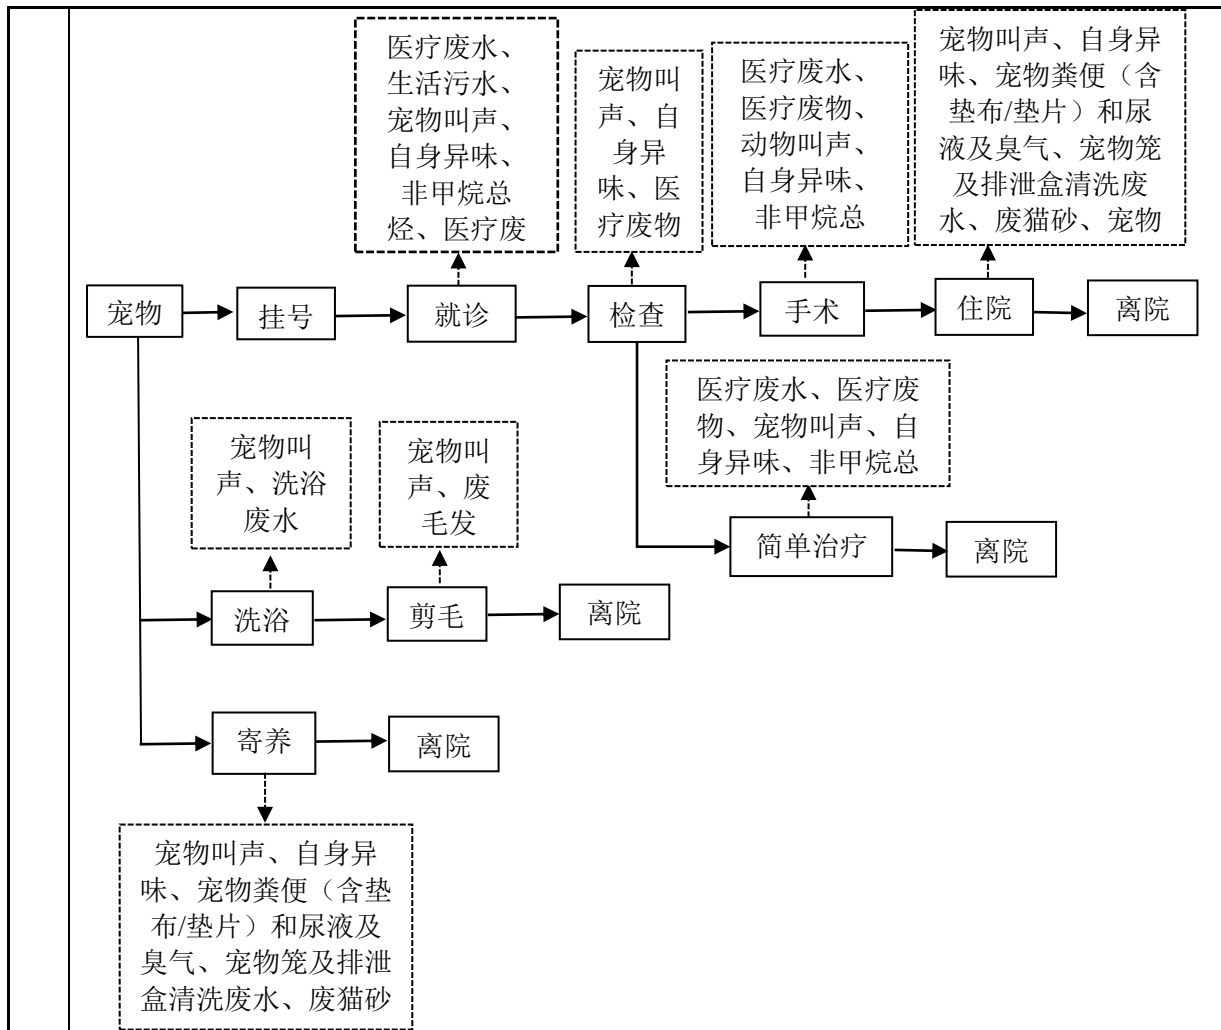 医疗废水、
生活污水、
宠物叫声、
自身异味、
非甲烷总
烃、医疗废
宠物叫
声、自
身异
味、医
疗废物
医疗废水、
医疗废物、
动物叫声、
自身异味、
非甲烷总
宠物叫声、自身异
味、宠物粪便（含
垫布/垫片）和尿
液及臭气、宠物笼
及排泄盒清洗废
水、废猫砂、宠物
宠物
挂号
就诊
检查
手术
住院
离院
医疗废水、医疗废
物、宠物叫声、自
身异味、非甲烷总
简单治疗
离院
宠物叫
声、洗浴
废水
宠物叫
声、废
毛发
洗浴
剪毛
离院
寄养
离院
宠物叫声、自身异
味、宠物粪便（含垫
布/垫片）和尿液及
臭气、宠物笼及排泄
盒清洗废水、废猫砂